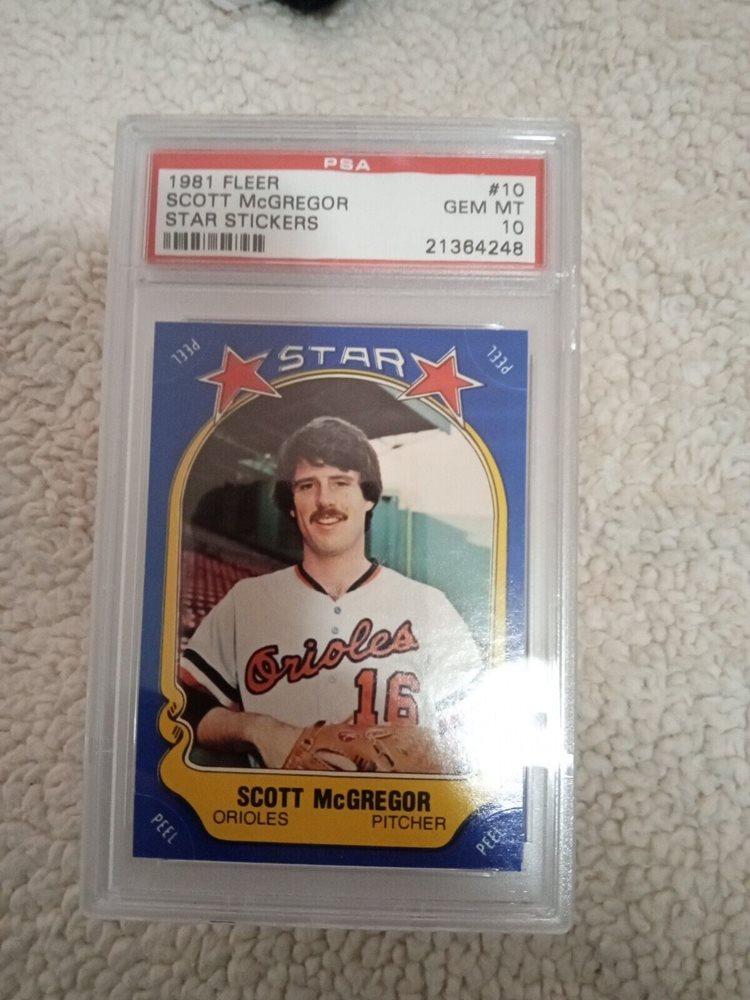 PSA
1981 FLEER #10
SCOTT McGREGOR GEM MT
STAR STICKERS 10
21364248
PEEL STAR PEEL
Orioles
16
SCOTT McGREGOR
ORIOLES PITCHER
PEEL PEEL